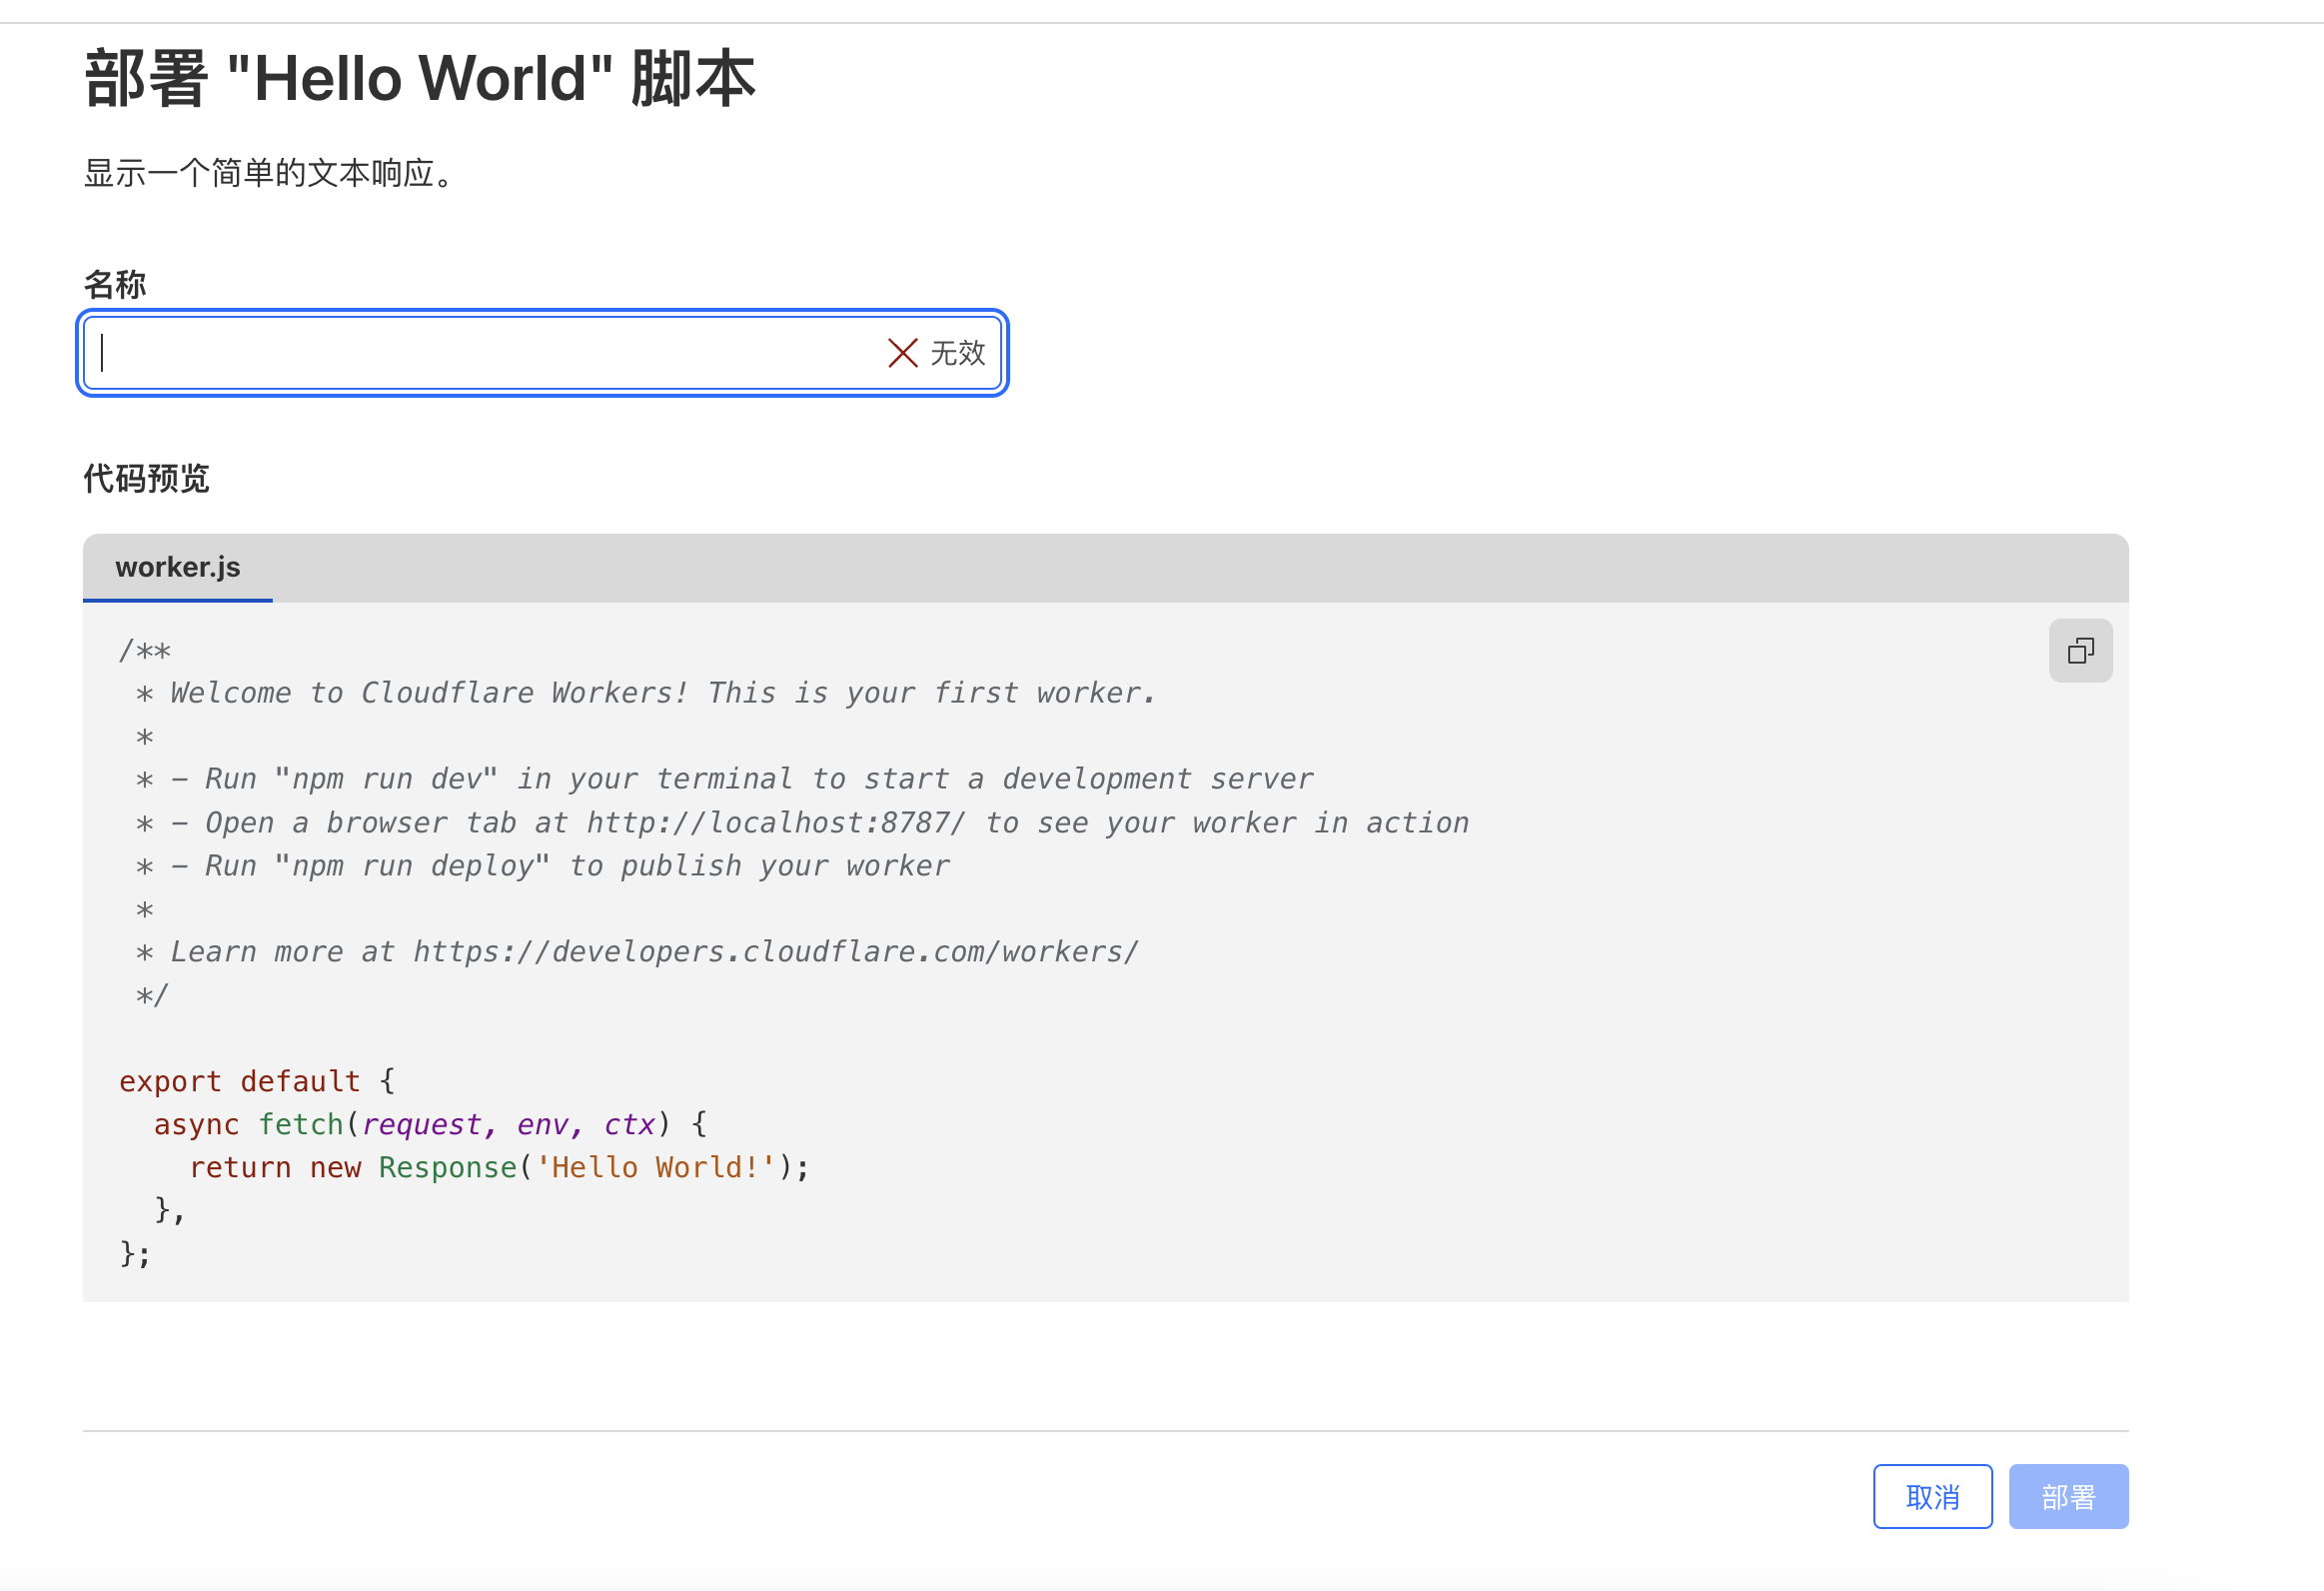 部署 "Hello World" 脚本
显示一个简单的文本响应。
名称
无效
代码预览
worker.js
/**
 * Welcome to Cloudflare Workers! This is your first worker.
 *
 * - Run "npm run dev" in your terminal to start a development server
 * - Open a browser tab at http://localhost:8787/ to see your worker in action
 * - Run "npm run deploy" to publish your worker
 *
 * Learn more at https://developers.cloudflare.com/workers/
 */
export default {
  async fetch(request, env, ctx) {
    return new Response('Hello World!');
  },
};
取消 部署